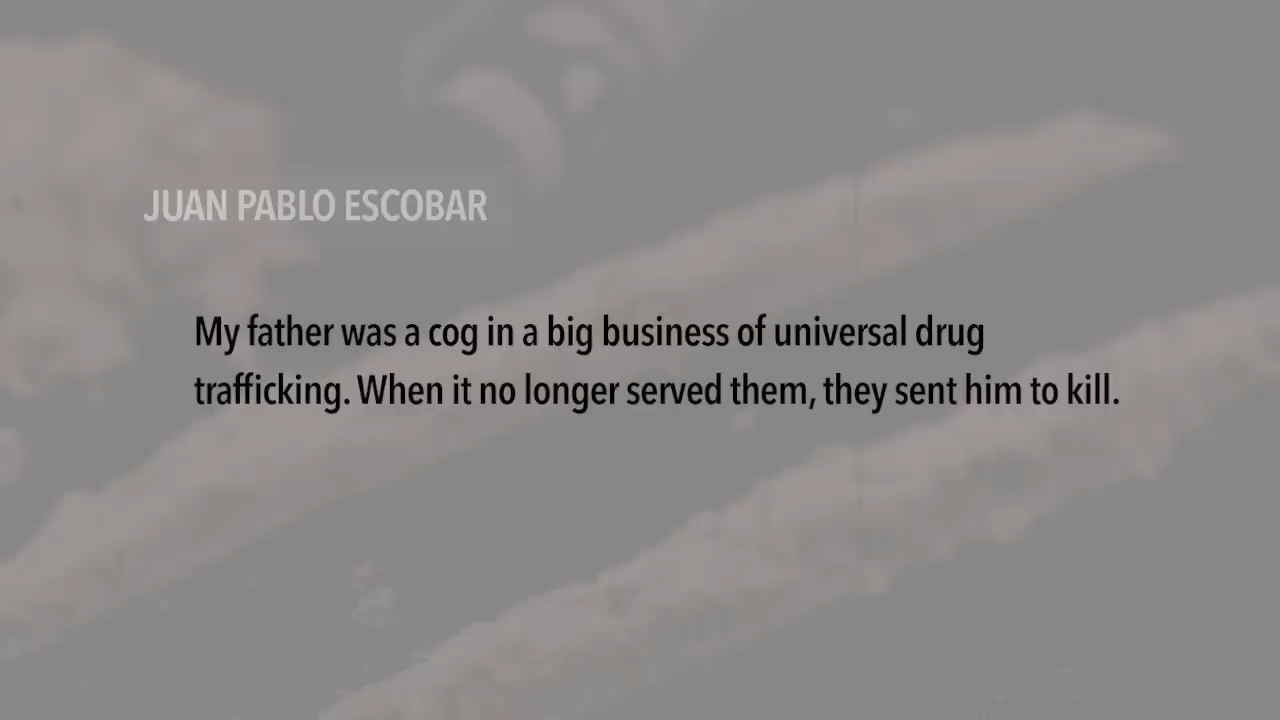 JUAN PABLO ESCOBAR
My father was a cog in a big business of universal drug
trafficking. When it no longer served them, they sent him to kill.